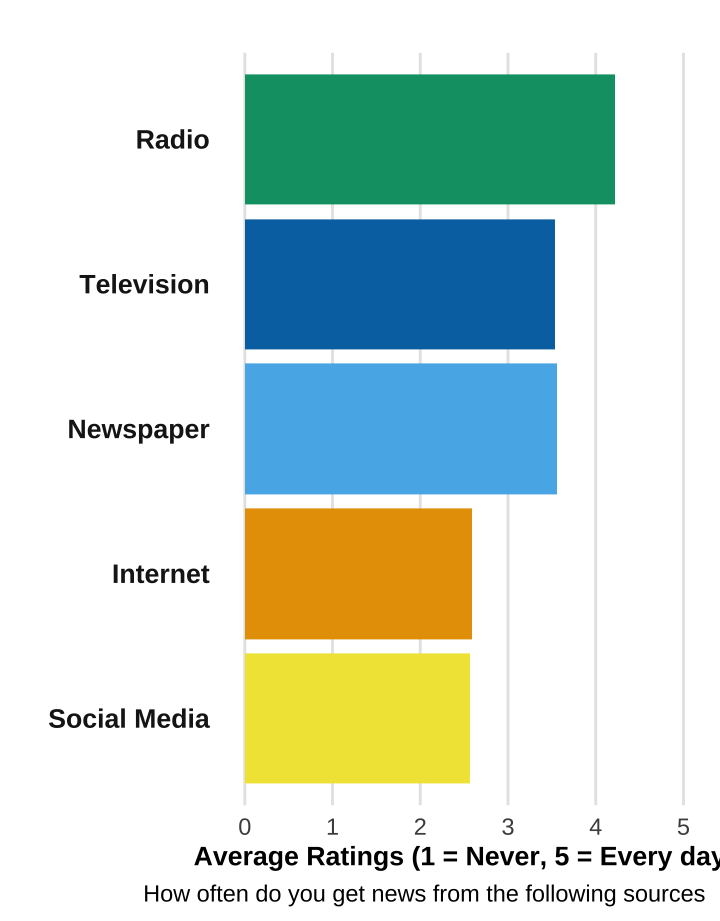 Radio
Television
Newspaper
Internet
Social Media
0 1 2 3 4 5
Average Ratings (1 = Never, 5 = Every day
How often do you get news from the following sources